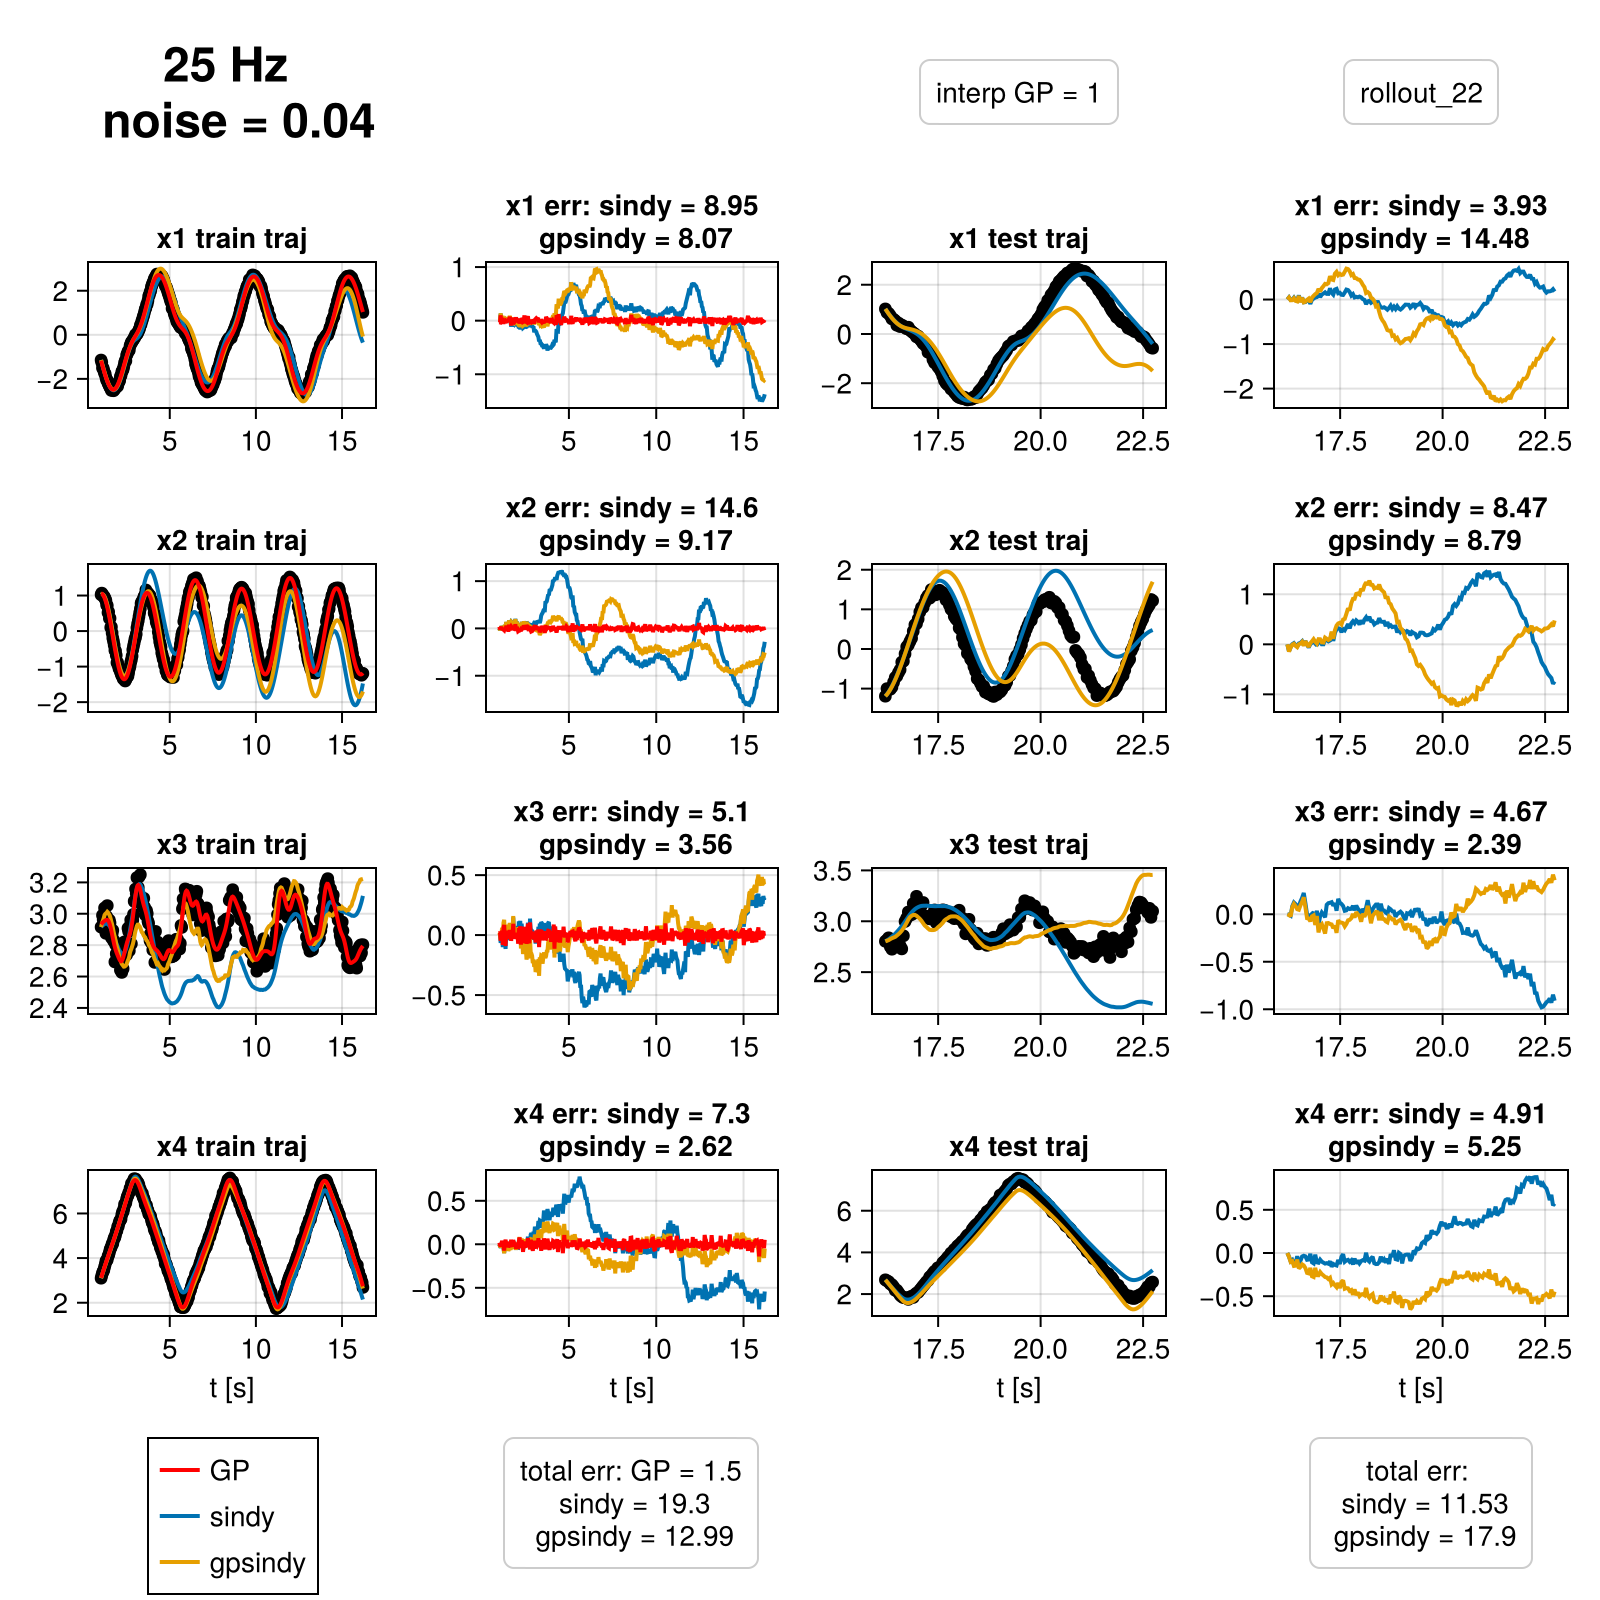 25 Hz
noise = 0.04
interp GP = 1
rollout_22
x1 train traj
2
0
−2
5
10
15
x1 err: sindy = 8.95
gpsindy = 8.07
1
0
−1
5
10
15
x1 test traj
2
0
−2
17.5
20.0
22.5
x1 err: sindy = 3.93
gpsindy = 14.48
0
−1
−2
17.5
20.0
22.5
x2 train traj
1
0
−1
−2
5
10
15
x2 err: sindy = 14.6
gpsindy = 9.17
1
0
−1
5
10
15
x2 test traj
2
1
0
−1
17.5
20.0
22.5
x2 err: sindy = 8.47
gpsindy = 8.79
1
0
−1
17.5
20.0
22.5
x3 train traj
3.2
3.0
2.8
2.6
2.4
5
10
15
x3 err: sindy = 5.1
gpsindy = 3.56
0.5
0.0
−0.5
5
10
15
x3 test traj
3.5
3.0
2.5
17.5
20.0
22.5
x3 err: sindy = 4.67
gpsindy = 2.39
0.0
−0.5
−1.0
17.5
20.0
22.5
x4 train traj
6
4
2
5
10
15
t [s]
x4 err: sindy = 7.3
gpsindy = 2.62
0.5
0.0
−0.5
5
10
15
t [s]
x4 test traj
6
4
2
17.5
20.0
22.5
t [s]
x4 err: sindy = 4.91
gpsindy = 5.25
0.5
0.0
−0.5
17.5
20.0
22.5
t [s]
GP
sindy
gpsindy
total err: GP = 1.5
sindy = 19.3
gpsindy = 12.99
total err:
sindy = 11.53
gpsindy = 17.9